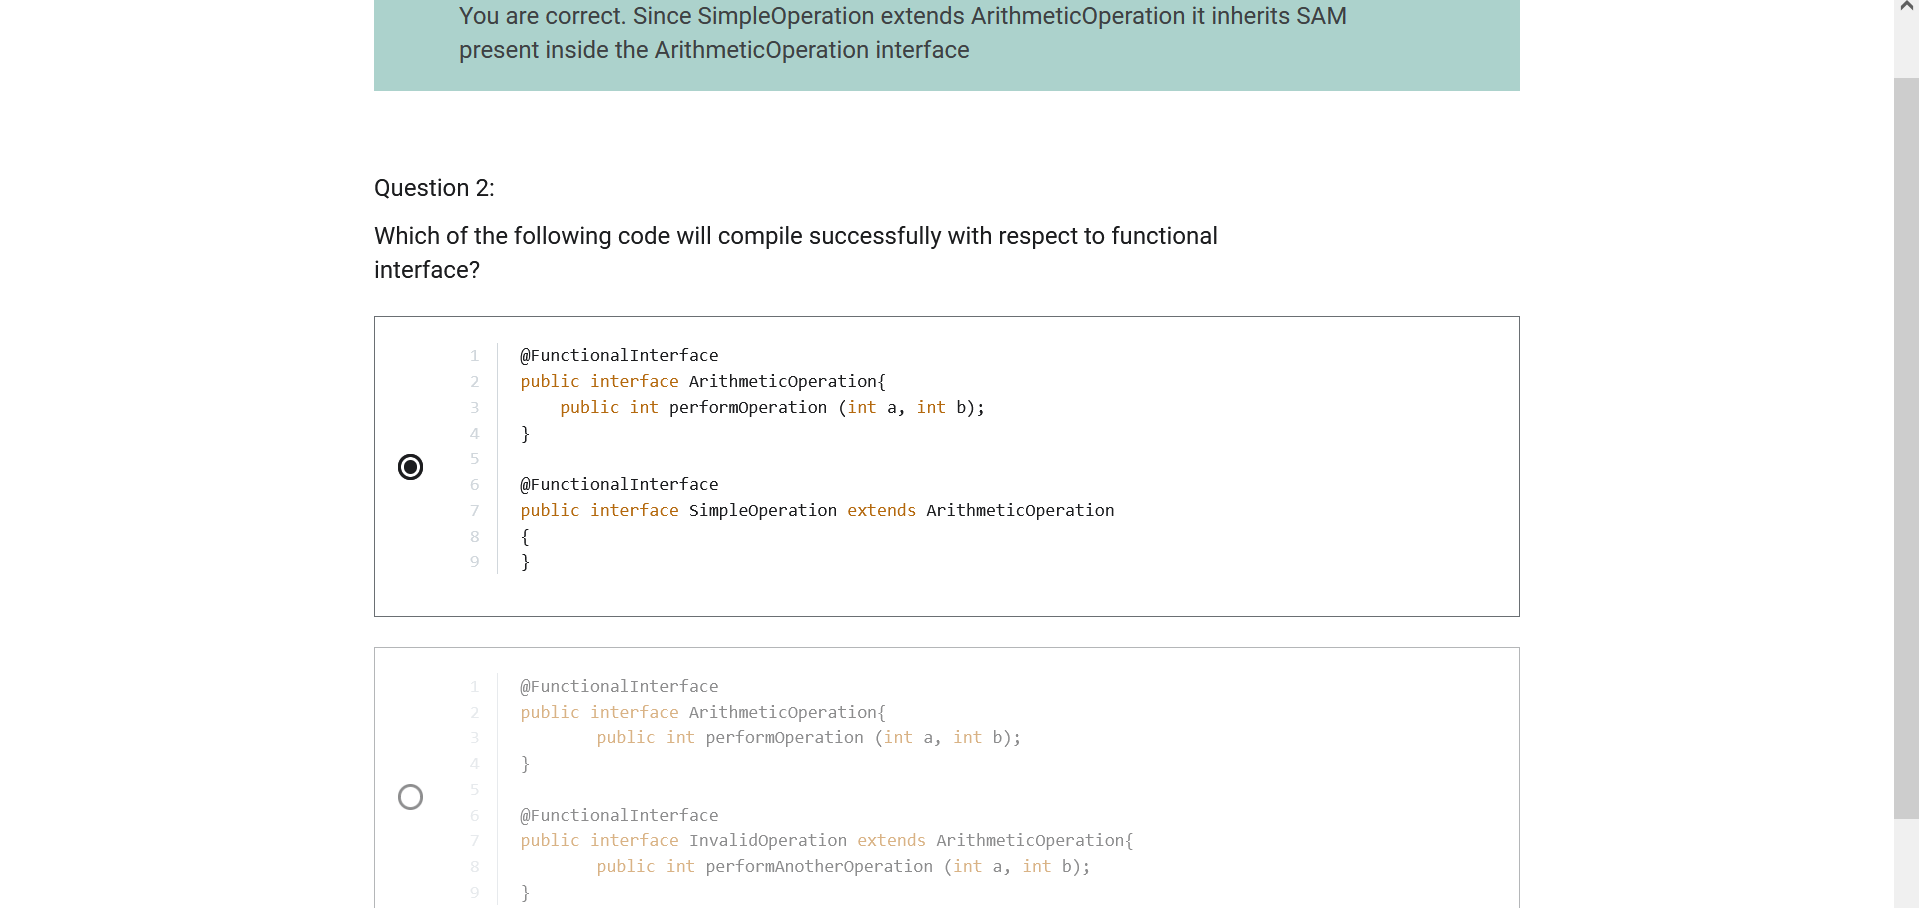 You are correct. Since SimpleOperation extends ArithmeticOperation it inherits SAM
present inside the ArithmeticOperation interface
Question 2:
Which of the following code will compile successfully with respect to functional
interface?
1 @FunctionalInterface
2 public interface ArithmeticOperation{
3 public int performOperation (int a, int b);
4 }
5
6 @FunctionalInterface
7 public interface SimpleOperation extends ArithmeticOperation
8 {
9 }
1 @FunctionalInterface
2 public interface ArithmeticOperation{
3 public int performOperation (int a, int b);
4 }
5
6 @FunctionalInterface
7 public interface InvalidOperation extends ArithmeticOperation{
8 public int performAnotherOperation (int a, int b);
9 }